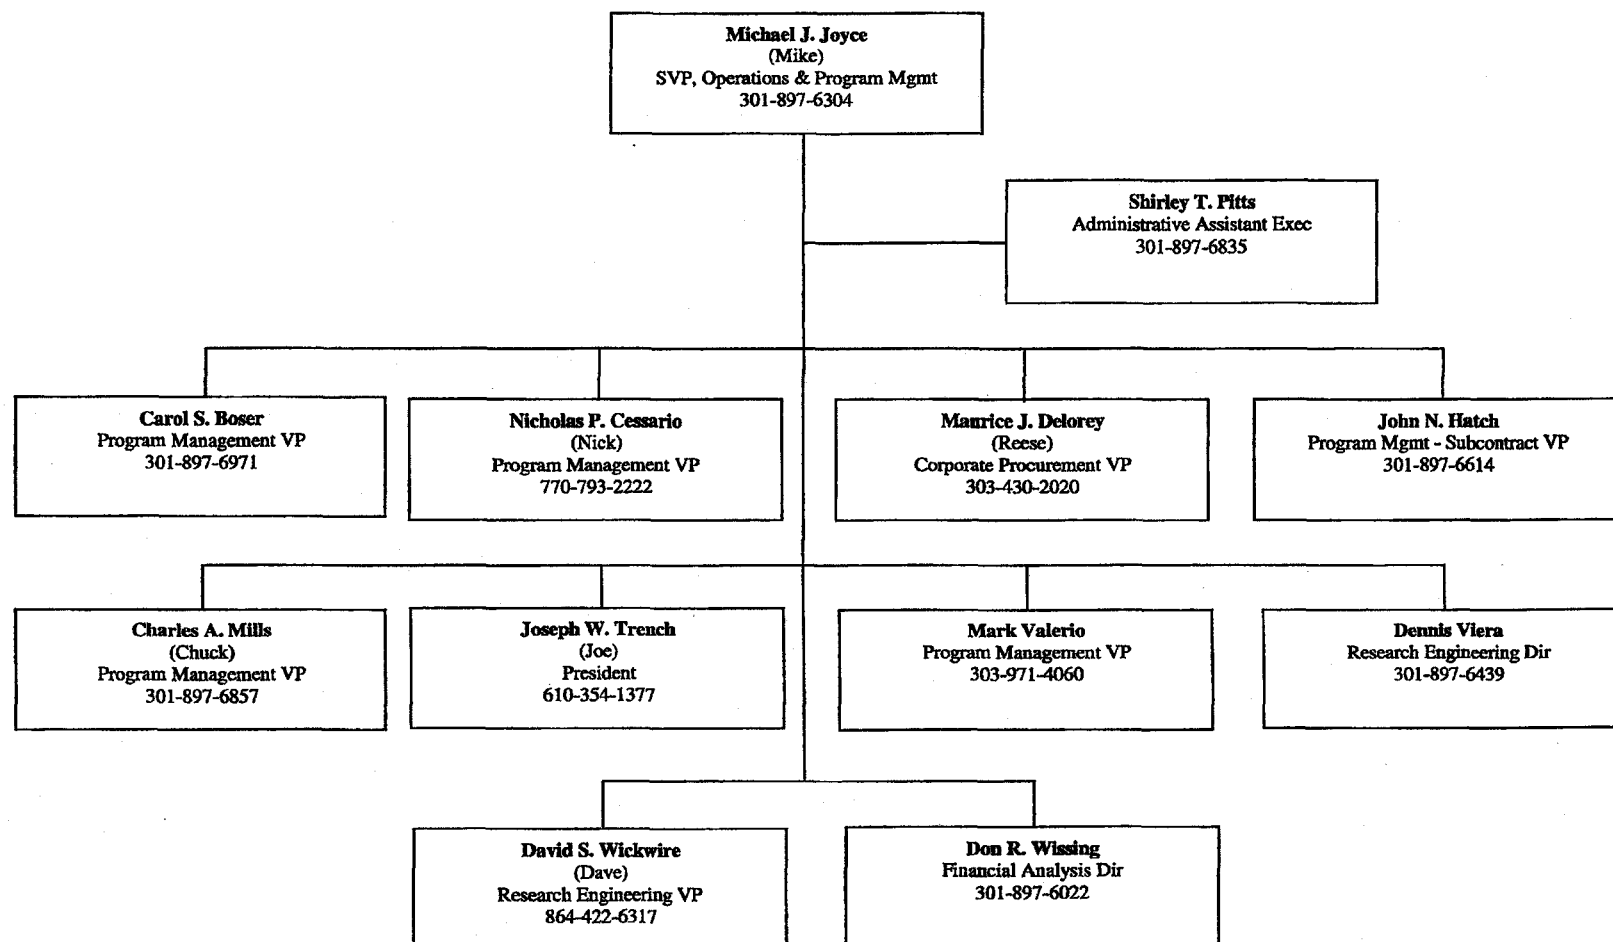 Michael J. Joyce
(Mike)
SVP, Operations & Program Mgmt
301-897-6304
Shirley T. Pitts
Administrative Assistant Exec
301-897-6835
Carol S. Boser
Program Management VP
301-897-6971
Nicholas P. Cessario
(Nick)
Program Management VP
770-793-2222
Maurice J. Delorey
(Reese)
Corporate Procurement VP
303-430-2020
John N. Hatch
Program Mgmt - Subcontract VP
301-897-6614
Charles A. Mills
(Chuck)
Program Management VP
301-897-6857
Joseph W. Trench
(Joe)
President
610-354-1377
Mark Valerio
Program Management VP
303-971-4060
Dennis Viera
Research Engineering Dir
301-897-6439
David S. Wickwire
(Dave)
Research Engineering VP
864-422-6317
Don R. Wissing
Financial Analysis Dir
301-897-6022